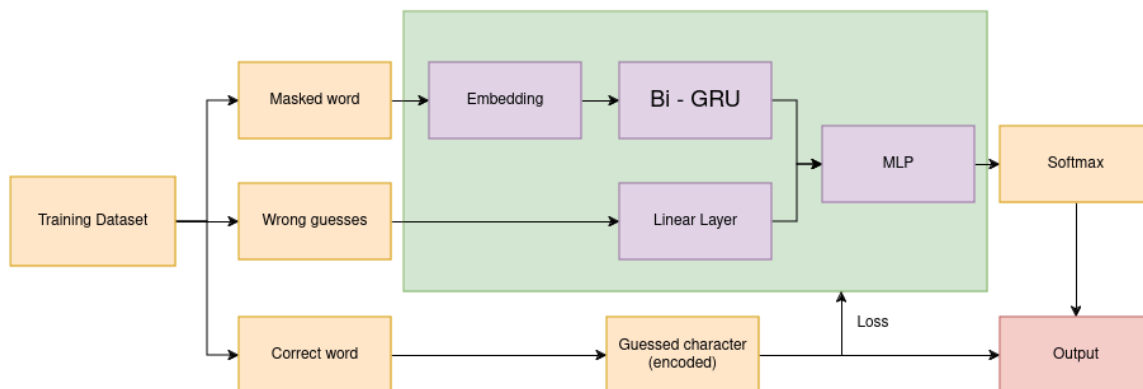 Masked word
Embedding
Bi - GRU
MLP
Softmax
Training Dataset
Wrong guesses
Linear Layer
Loss
Correct word
Guessed character
(encoded)
Output